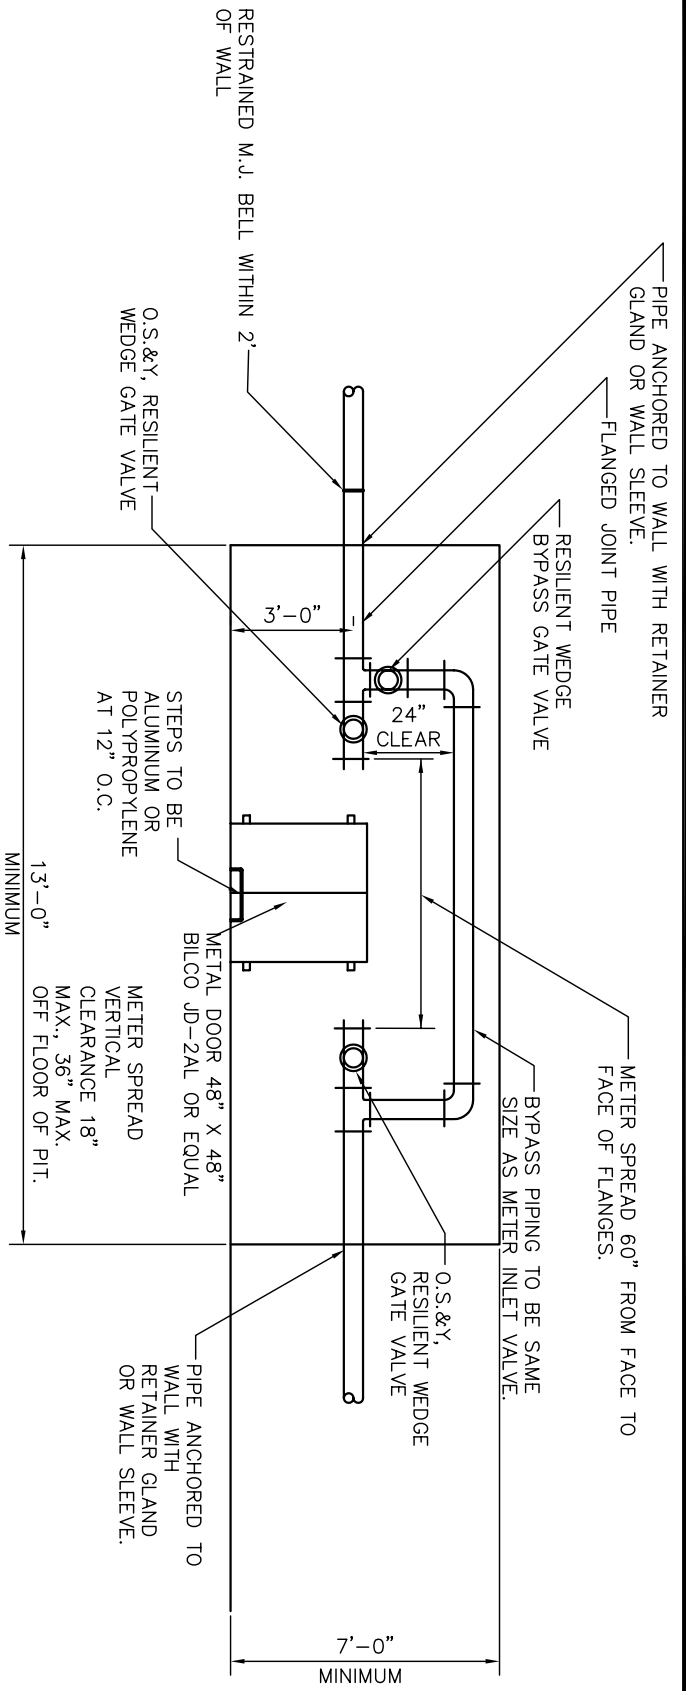 RESTRAINED M.J. BELL WITHIN 2'
OF WALL
PIPE ANCHORED TO WALL WITH RETAINER
GLAND OR WALL SLEEVE.
FLANGED JOINT PIPE
RESILIENT WEDGE
BYPASS GATE VALVE
METER SPREAD 60" FROM FACE TO
FACE OF FLANGES.
BYPASS PIPING TO BE SAME
SIZE AS METER INLET VALVE.
O.S.&Y,
RESILIENT WEDGE
GATE VALVE
PIPE ANCHORED TO
WALL WITH
RETAINER GLAND
OR WALL SLEEVE.
O.S.&Y, RESILIENT
WEDGE GATE VALVE
3'-0"
24"
CLEAR
STEPS TO BE
ALUMINUM OR
POLYPROPYLENE
AT 12" O.C.
METAL DOOR 48" X 48"
BILCO JD-2AL OR EQUAL
METER SPREAD
VERTICAL
CLEARANCE 18"
MAX., 36" MAX.
OFF FLOOR OF PIT.
13'-0"
MINIMUM
7'-0"
MINIMUM